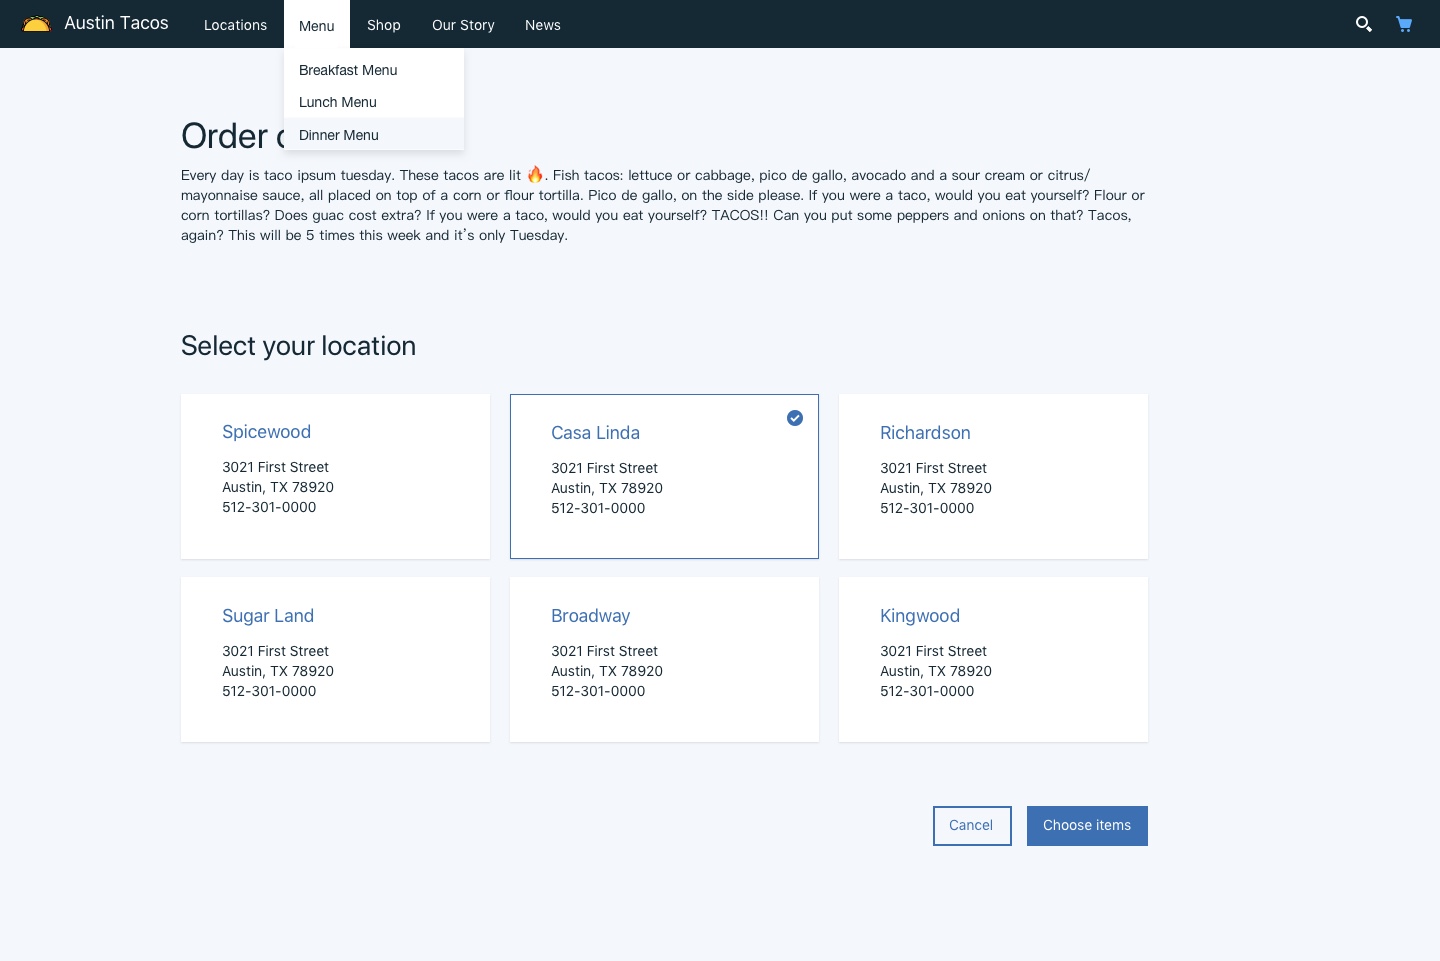 Austin Tacos
Locations
Menu
Shop
Our Story
News
Breakfast Menu
Lunch Menu
Dinner Menu
Order
Every day is taco ipsum tuesday. These tacos are lit 🔥. Fish tacos: lettuce or cabbage, pico de gallo, avocado and a sour cream or citrus/
mayonnaise sauce, all placed on top of a corn or flour tortilla. Pico de gallo, on the side please. If you were a taco, would you eat yourself? Flour or
corn tortillas? Does guac cost extra? If you were a taco, would you eat yourself? TACOS!! Can you put some peppers and onions on that? Tacos,
again? This will be 5 times this week and it's only Tuesday.
Select your location
Spicewood
3021 First Street
Austin, TX 78920
512-301-0000
Casa Linda
3021 First Street
Austin, TX 78920
512-301-0000
Richardson
3021 First Street
Austin, TX 78920
512-301-0000
Sugar Land
3021 First Street
Austin, TX 78920
512-301-0000
Broadway
3021 First Street
Austin, TX 78920
512-301-0000
Kingwood
3021 First Street
Austin, TX 78920
512-301-0000
Cancel
Choose items